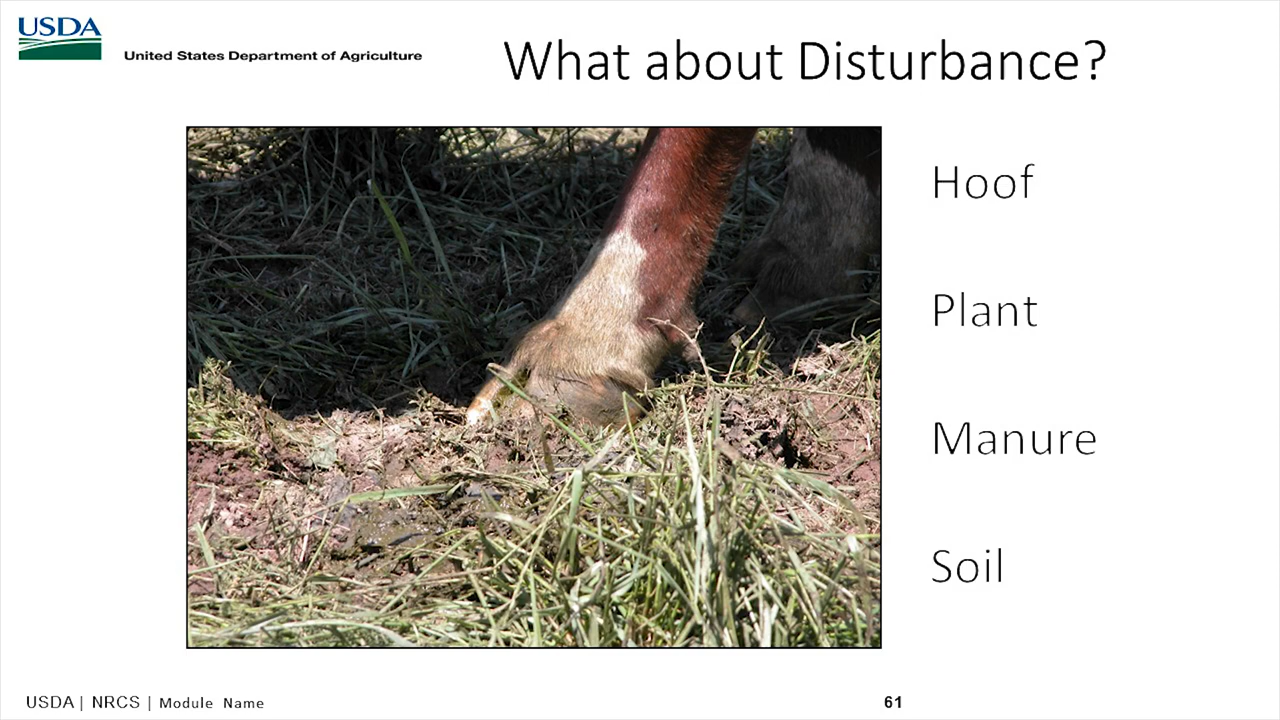 USDA
United States Department of Agriculture
What about Disturbance?
Hoof
Plant
Manure
Soil
USDA | NRCS | Module Name
61